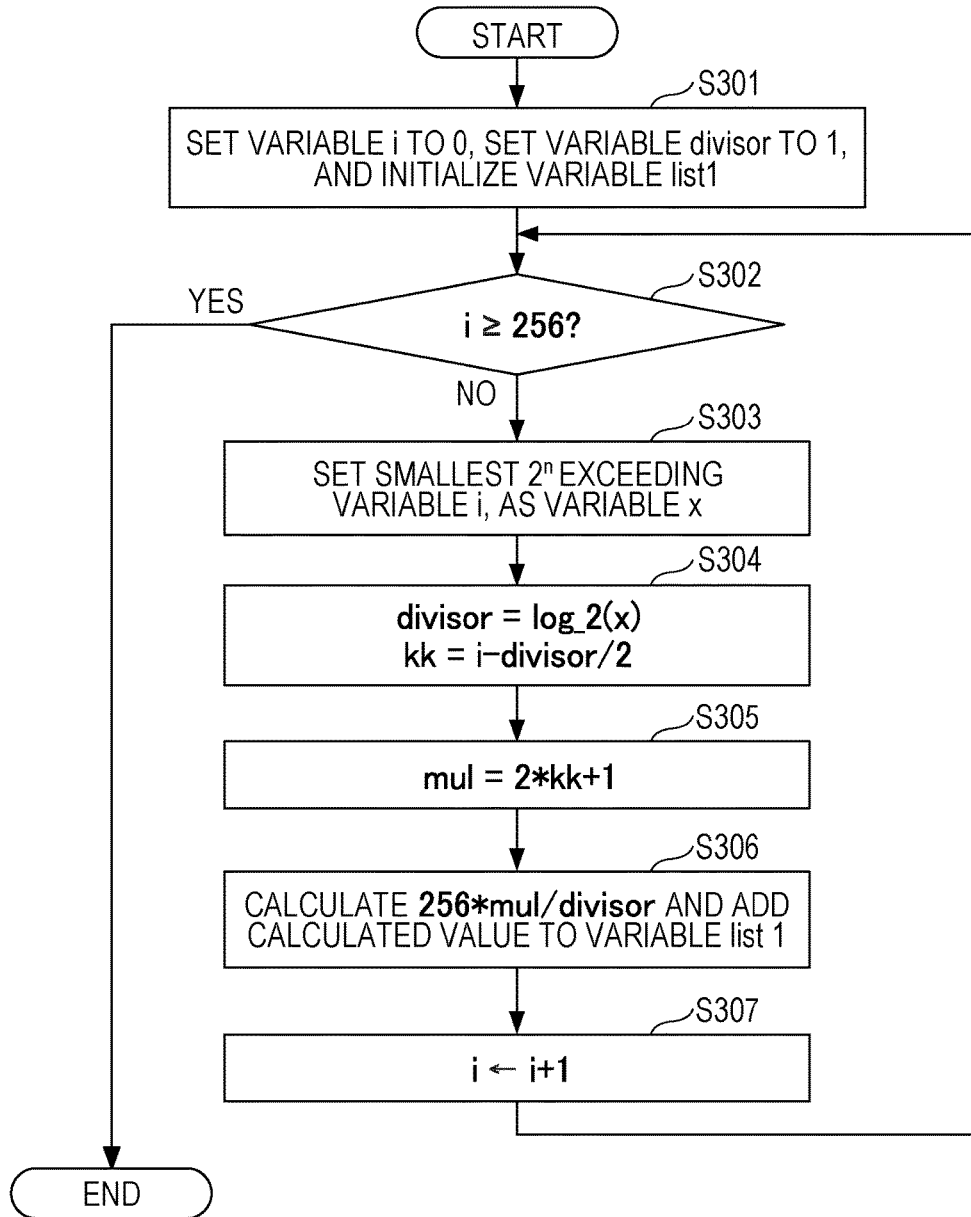 START
S301
SET VARIABLE i TO 0, SET VARIABLE divisor TO 1,
AND INITIALIZE VARIABLE list1
S302
YES
i ≥ 256?
NO
S303
SET SMALLEST 2ⁿ EXCEEDING
VARIABLE i, AS VARIABLE x
S304
divisor = log_2(x)
kk = i-divisor/2
S305
mul = 2*kk+1
S306
CALCULATE 256*mul/divisor AND ADD
CALCULATED VALUE TO VARIABLE list 1
S307
i ← i+1
END